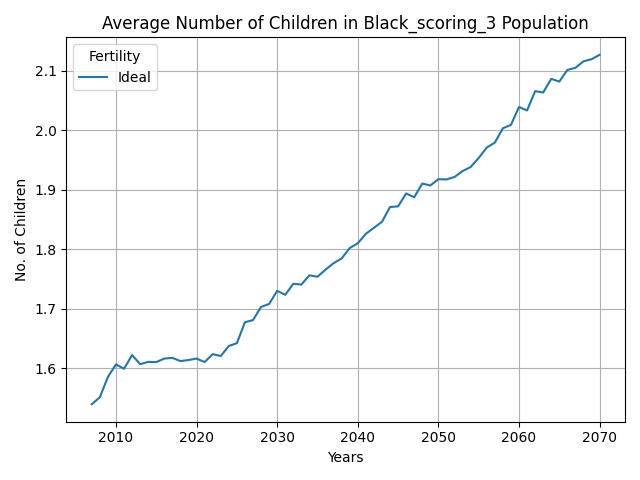 Average Number of Children in Black_scoring_3 Population
Fertility
Ideal
No. of Children
2.1
2.0
1.9
1.8
1.7
1.6
2010 2020 2030 2040 2050 2060 2070
Years